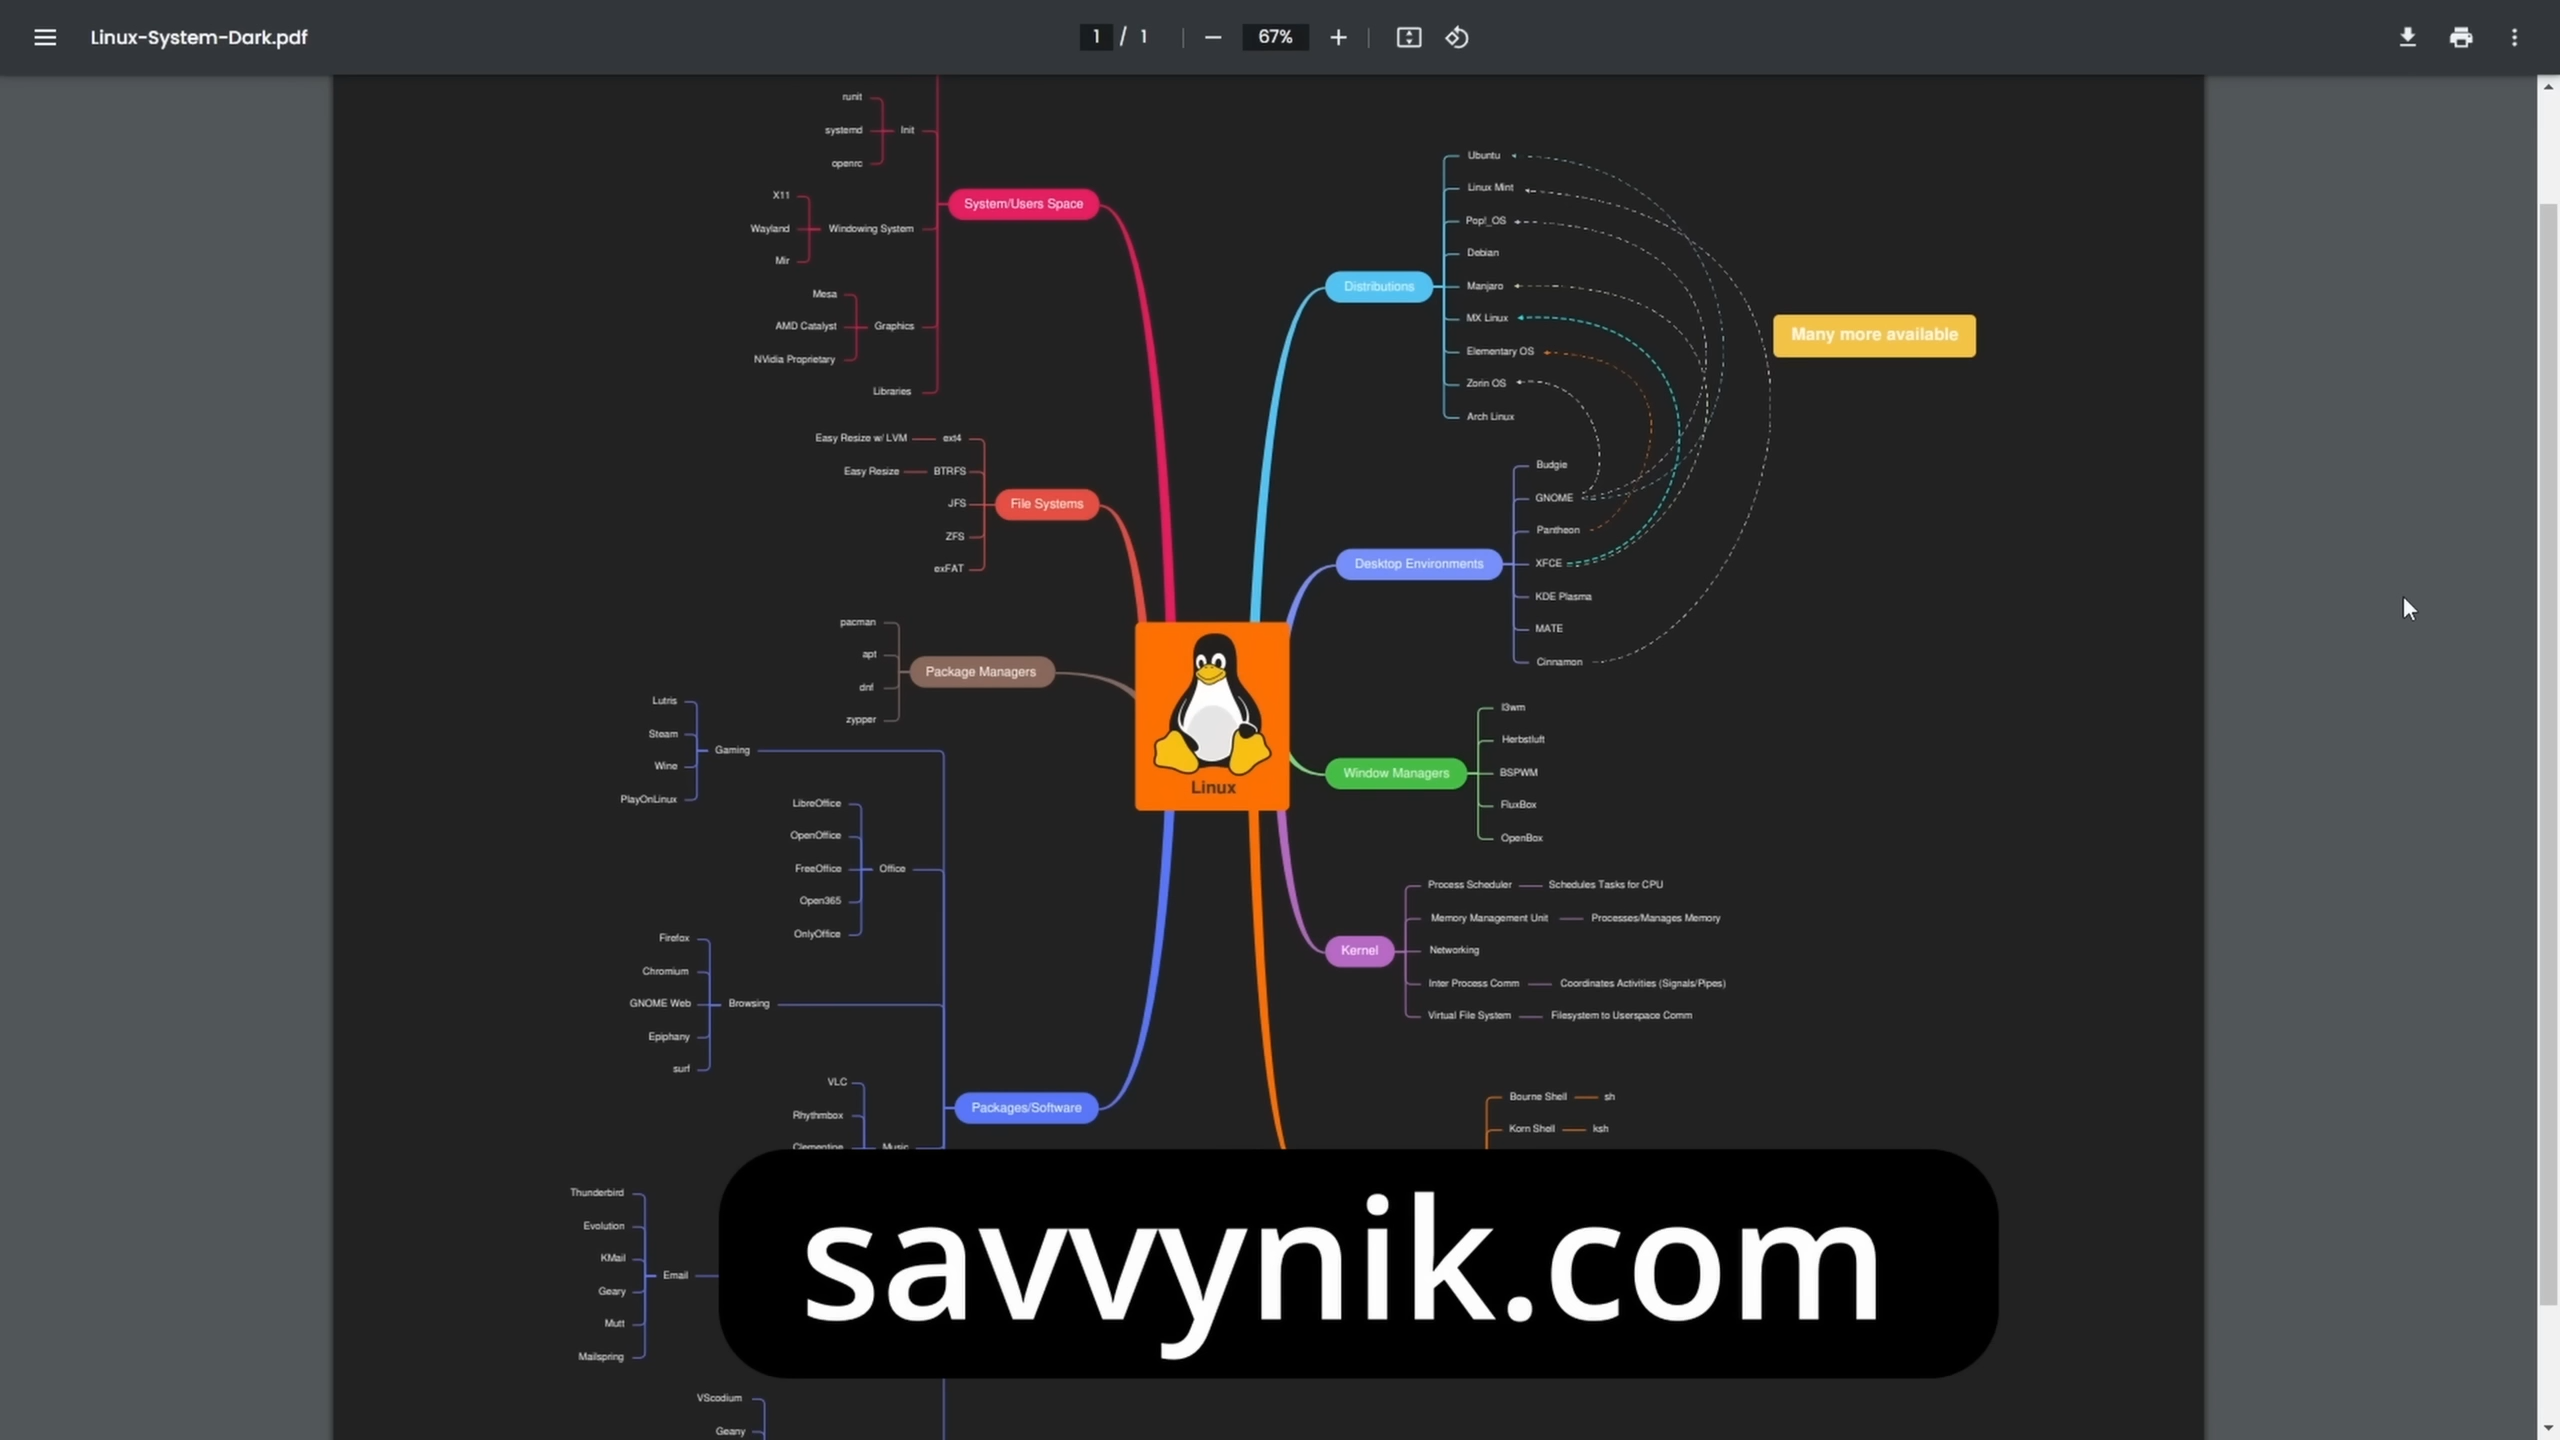 Linux-System-Dark.pdf
1 / 1
67%
runit
systemd
openrc
Init
X11
Wayland
Mir
Windowing System
Mesa
AMD Catalyst
NVidia Proprietary
Graphics
Libraries
System/Users Space
Easy Resize w/ LVM
ext4
Easy Resize
BTRFS
JFS
ZFS
exFAT
File Systems
pacman
apt
dnf
zypper
Package Managers
Lutris
Steam
Wine
PlayOnLinux
Gaming
LibreOffice
OpenOffice
FreeOffice
Open365
OnlyOffice
Office
Firefox
Chromium
GNOME Web
Epiphany
surf
Browsing
VLC
Rhythmbox
Clementine
Music
Packages/Software
Thunderbird
Evolution
KMail
Geary
Mutt
Mailspring
Email
VScodium
Geany
Linux
Distributions
Ubuntu
Linux Mint
Pop!_OS
Debian
Manjaro
MX Linux
Elementary OS
Zorin OS
Arch Linux
Many more available
Desktop Environments
Budgie
GNOME
Pantheon
XFCE
KDE Plasma
MATE
Cinnamon
Window Managers
I3wm
Herbstluft
BSPWM
FluxBox
OpenBox
Kernel
Process Scheduler
Schedules Tasks for CPU
Memory Management Unit
Processes/Manages Memory
Networking
Inter Process Comm
Coordinates Activities (Signals/Pipes)
Virtual File System
Filesystem to Userspace Comm
Bourne Shell
sh
Korn Shell
ksh
savvynik.com